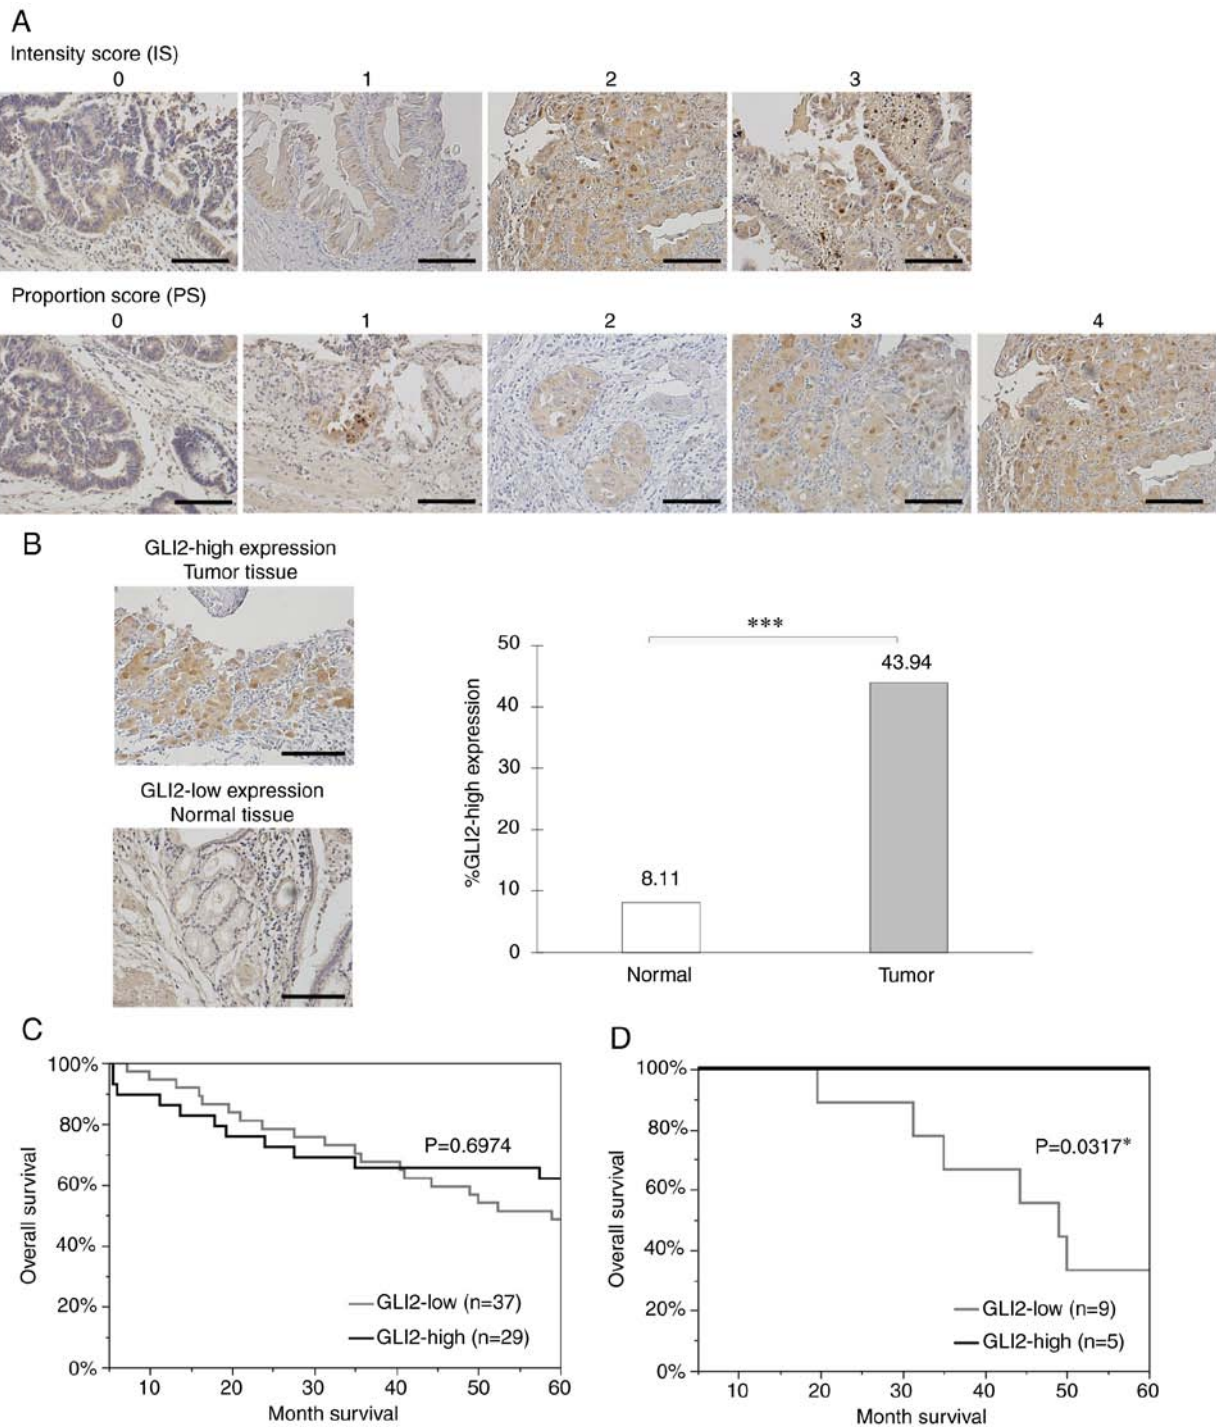 A
Intensity score (IS)
0 1 2 3
Proportion score (PS)
0 1 2 3 4
B
GLI2-high expression
Tumor tissue
GLI2-low expression
Normal tissue
***
50
40
30
20
10
0
%GLI2-high expression
8.11
43.94
Normal Tumor
C
100%
80%
60%
40%
20%
0%
Overall survival
P=0.6974
GLI2-low (n=37)
GLI2-high (n=29)
10 20 30 40 50 60
Month survival
D
100%
80%
60%
40%
20%
0%
Overall survival
P=0.0317*
GLI2-low (n=9)
GLI2-high (n=5)
10 20 30 40 50 60
Month survival